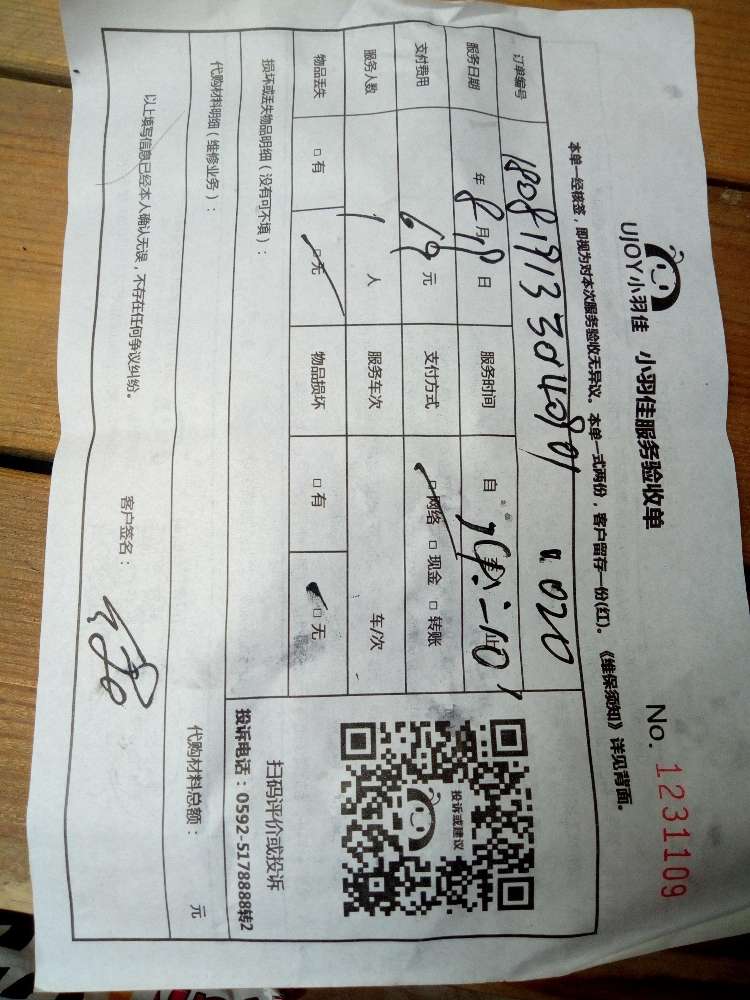 UJOY小羽佳 小羽佳服务验收单
No. 1231109
本单一经核签，即视为对本次服务验收无异议。本单一式两份，客户留存一份(红)。《维保须知》详见背面。
订单编号
服务日期 年 8 月 19 日 服务时间 自 止
支付费用 69 元 支付方式 □网络 □现金 □转账
服务人数 1 人 服务车次 车/次
物品丢失 □有 □无 物品损坏 □有 □无
损坏或丢失物品明细（没有可不填）：
代购材料明细（维修业务）：
代购材料总额： 元
以上填写信息已经本人确认无误，不存在任何争议纠纷。 客户签名：
投诉或建议
扫码评价或投诉
投诉电话：0592-5178888转2